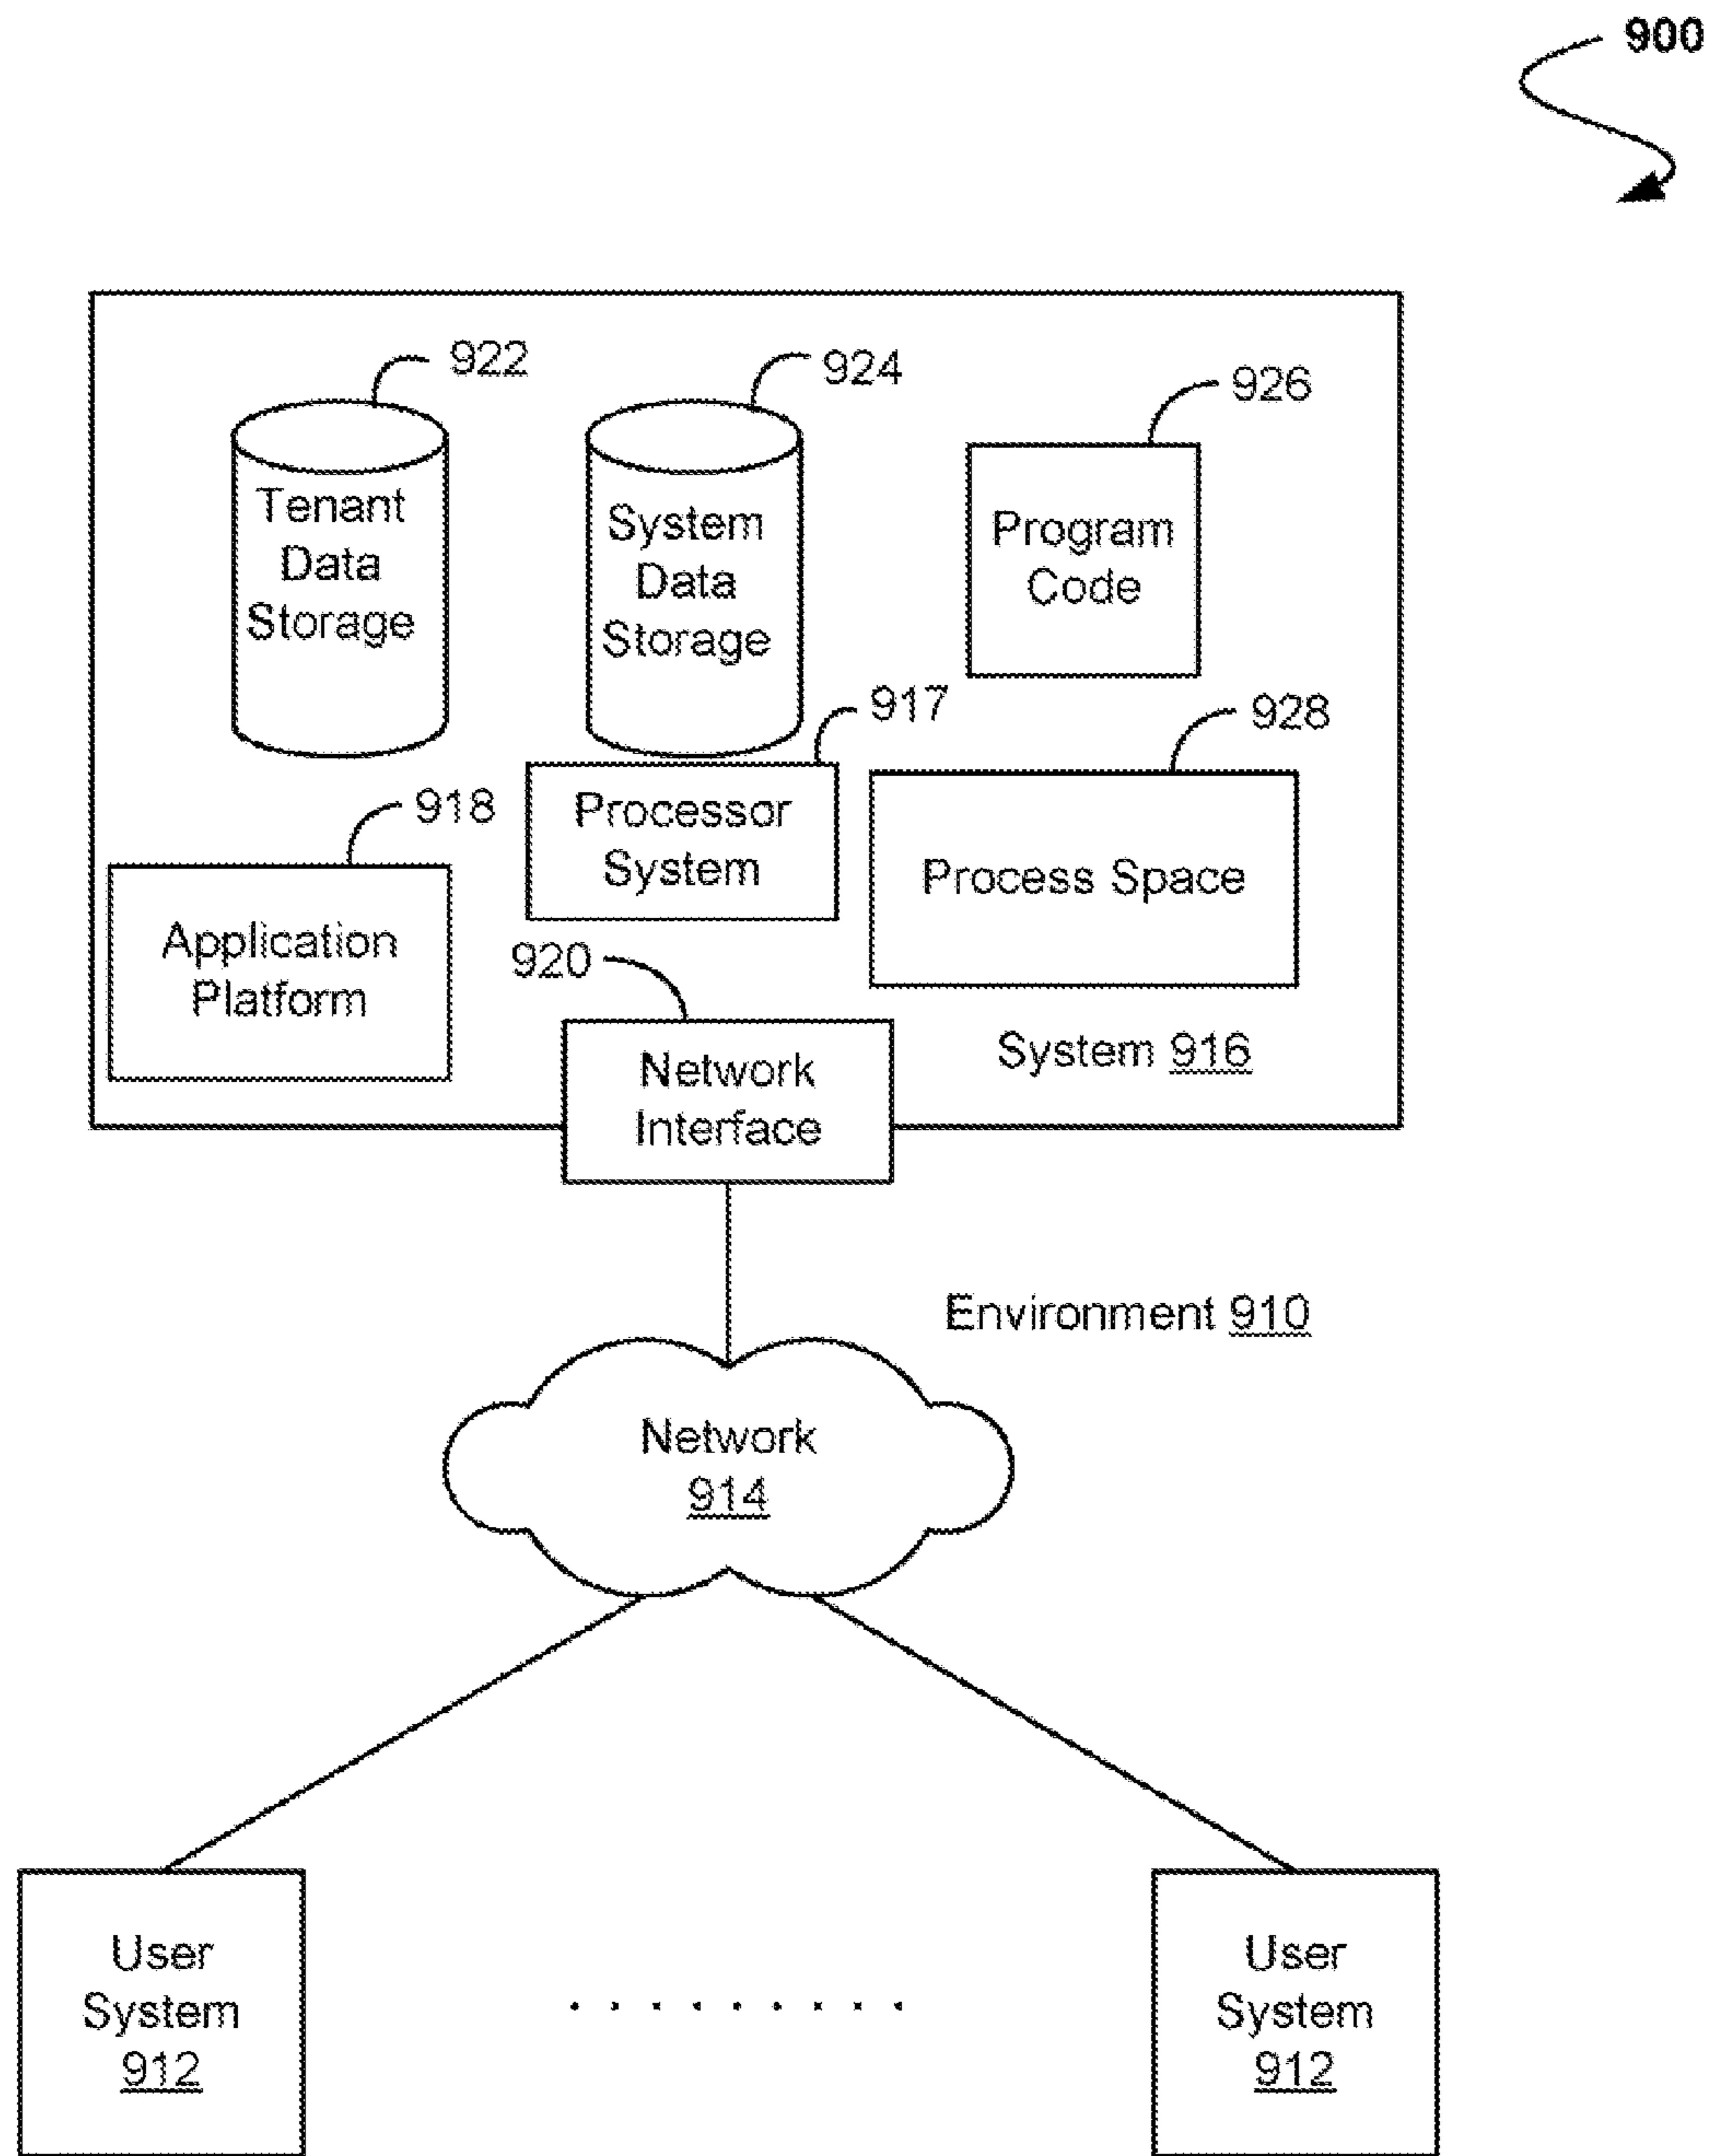 900
922
924
926
Tenant
Data
Storage
System
Data
Storage
Program
Code
917
928
918
Processor
System
Process Space
Application
Platform
920
System 916
Network
Interface
Environment 910
Network
914
User
System
912
User
System
912